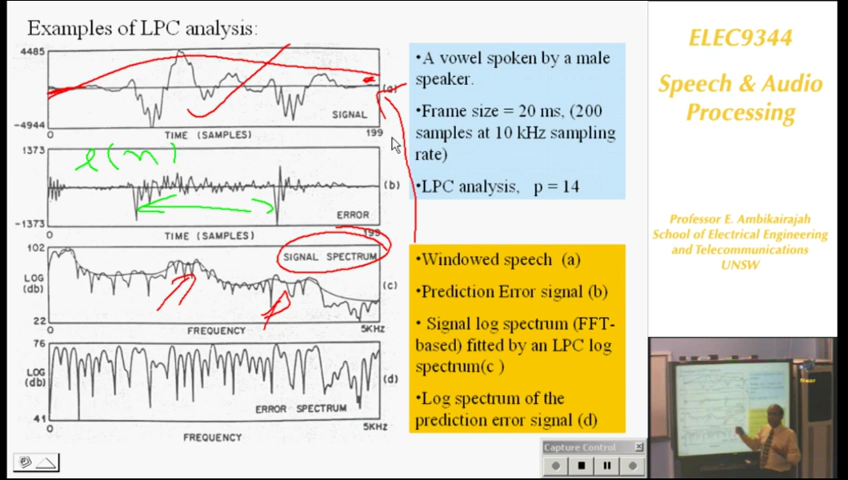 Examples of LPC analysis:
4485
-4944
(a)
SIGNAL
0
TIME (SAMPLES)
199
1373
e(n)
(b)
-1373
ERROR
0
TIME (SAMPLES)
199
102
SIGNAL SPECTRUM
LOG
(db)
(c)
22
0
FREQUENCY
5KHz
76
LOG
(db)
(d)
41
ERROR SPECTRUM
0
5KHz
FREQUENCY
•A vowel spoken by a male
speaker.
•Frame size = 20 ms, (200
samples at 10 kHz sampling
rate)
•LPC analysis, p = 14
•Windowed speech (a)
•Prediction Error signal (b)
• Signal log spectrum (FFT-
based) fitted by an LPC log
spectrum(c )
•Log spectrum of the
prediction error signal (d)
Capture Control
ELEC9344
Speech & Audio
Processing
Professor E. Ambikairajah
School of Electrical Engineering
and Telecommunications
UNSW